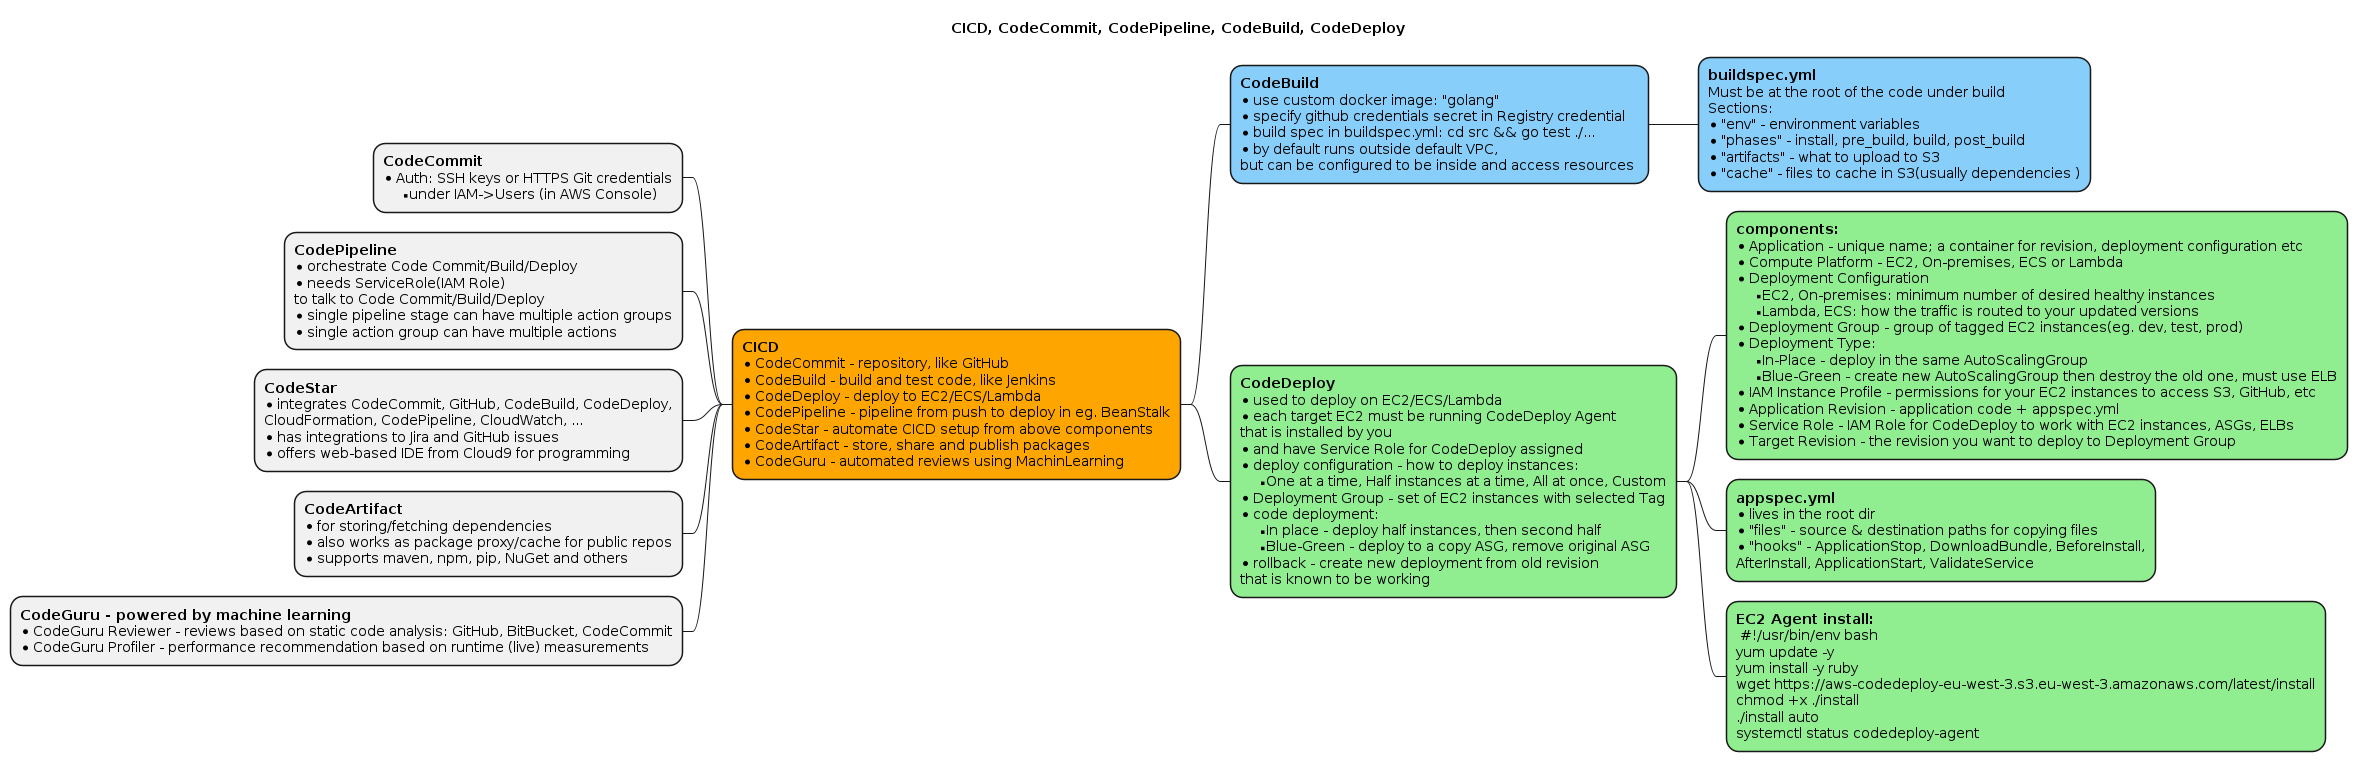 CICD, CodeCommit, CodePipeline, CodeBuild, CodeDeploy
CodeCommit
• Auth: SSH keys or HTTPS Git credentials
▪under IAM->Users (in AWS Console)
CodePipeline
• orchestrate Code Commit/Build/Deploy
• needs ServiceRole(IAM Role)
to talk to Code Commit/Build/Deploy
• single pipeline stage can have multiple action groups
• single action group can have multiple actions
CodeStar
• integrates CodeCommit, GitHub, CodeBuild, CodeDeploy,
CloudFormation, CodePipeline, CloudWatch, ...
• has integrations to Jira and GitHub issues
• offers web-based IDE from Cloud9 for programming
CodeArtifact
• for storing/fetching dependencies
• also works as package proxy/cache for public repos
• supports maven, npm, pip, NuGet and others
CodeGuru - powered by machine learning
• CodeGuru Reviewer - reviews based on static code analysis: GitHub, BitBucket, CodeCommit
• CodeGuru Profiler - performance recommendation based on runtime (live) measurements
CICD
• CodeCommit - repository, like GitHub
• CodeBuild - build and test code, like Jenkins
• CodeDeploy - deploy to EC2/ECS/Lambda
• CodePipeline - pipeline from push to deploy in eg. BeanStalk
• CodeStar - automate CICD setup from above components
• CodeArtifact - store, share and publish packages
• CodeGuru - automated reviews using MachinLearning
CodeBuild
• use custom docker image: "golang"
• specify github credentials secret in Registry credential
• build spec in buildspec.yml: cd src && go test ./...
• by default runs outside default VPC,
but can be configured to be inside and access resources
buildspec.yml
Must be at the root of the code under build
Sections:
• "env" - environment variables
• "phases" - install, pre_build, build, post_build
• "artifacts" - what to upload to S3
• "cache" - files to cache in S3(usually dependencies )
CodeDeploy
• used to deploy on EC2/ECS/Lambda
• each target EC2 must be running CodeDeploy Agent
that is installed by you
• and have Service Role for CodeDeploy assigned
• deploy configuration - how to deploy instances:
▪One at a time, Half instances at a time, All at once, Custom
• Deployment Group - set of EC2 instances with selected Tag
• code deployment:
▪In place - deploy half instances, then second half
▪Blue-Green - deploy to a copy ASG, remove original ASG
• rollback - create new deployment from old revision
that is known to be working
components:
• Application - unique name; a container for revision, deployment configuration etc
• Compute Platform - EC2, On-premises, ECS or Lambda
• Deployment Configuration
▪EC2, On-premises: minimum number of desired healthy instances
▪Lambda, ECS: how the traffic is routed to your updated versions
• Deployment Group - group of tagged EC2 instances(eg. dev, test, prod)
• Deployment Type:
▪In-Place - deploy in the same AutoScalingGroup
▪Blue-Green - create new AutoScalingGroup then destroy the old one, must use ELB
• IAM Instance Profile - permissions for your EC2 instances to access S3, GitHub, etc
• Application Revision - application code + appspec.yml
• Service Role - IAM Role for CodeDeploy to work with EC2 instances, ASGs, ELBs
• Target Revision - the revision you want to deploy to Deployment Group
appspec.yml
• lives in the root dir
• "files" - source & destination paths for copying files
• "hooks" - ApplicationStop, DownloadBundle, BeforeInstall,
AfterInstall, ApplicationStart, ValidateService
EC2 Agent install:
#!/usr/bin/env bash
yum update -y
yum install -y ruby
wget https://aws-codedeploy-eu-west-3.s3.eu-west-3.amazonaws.com/latest/install
chmod +x ./install
./install auto
systemctl status codedeploy-agent